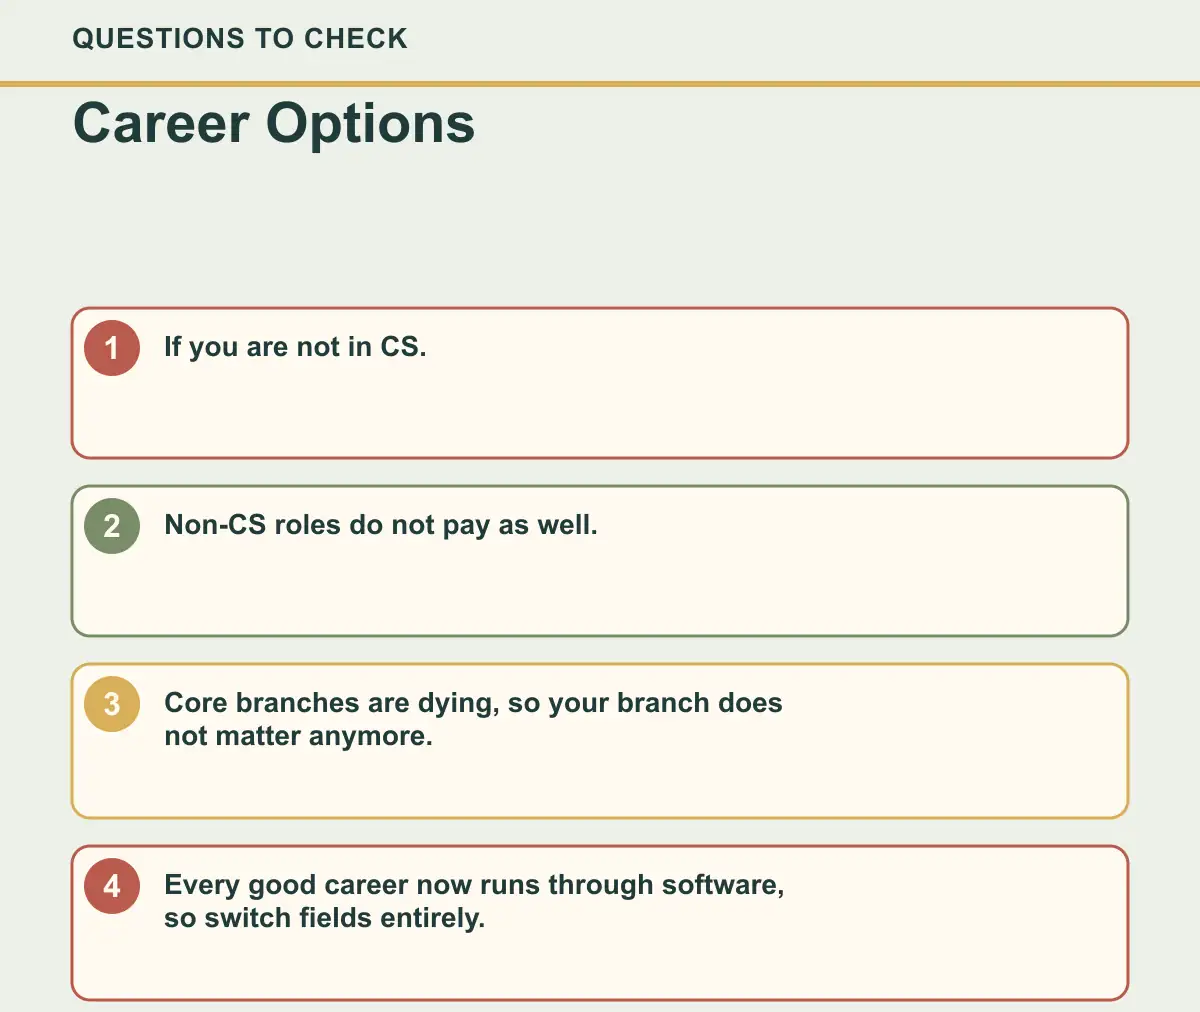 QUESTIONS TO CHECK
Career Options
1
If you are not in CS.
2
Non-CS roles do not pay as well.
3
Core branches are dying, so your branch does
not matter anymore.
4
Every good career now runs through software,
so switch fields entirely.